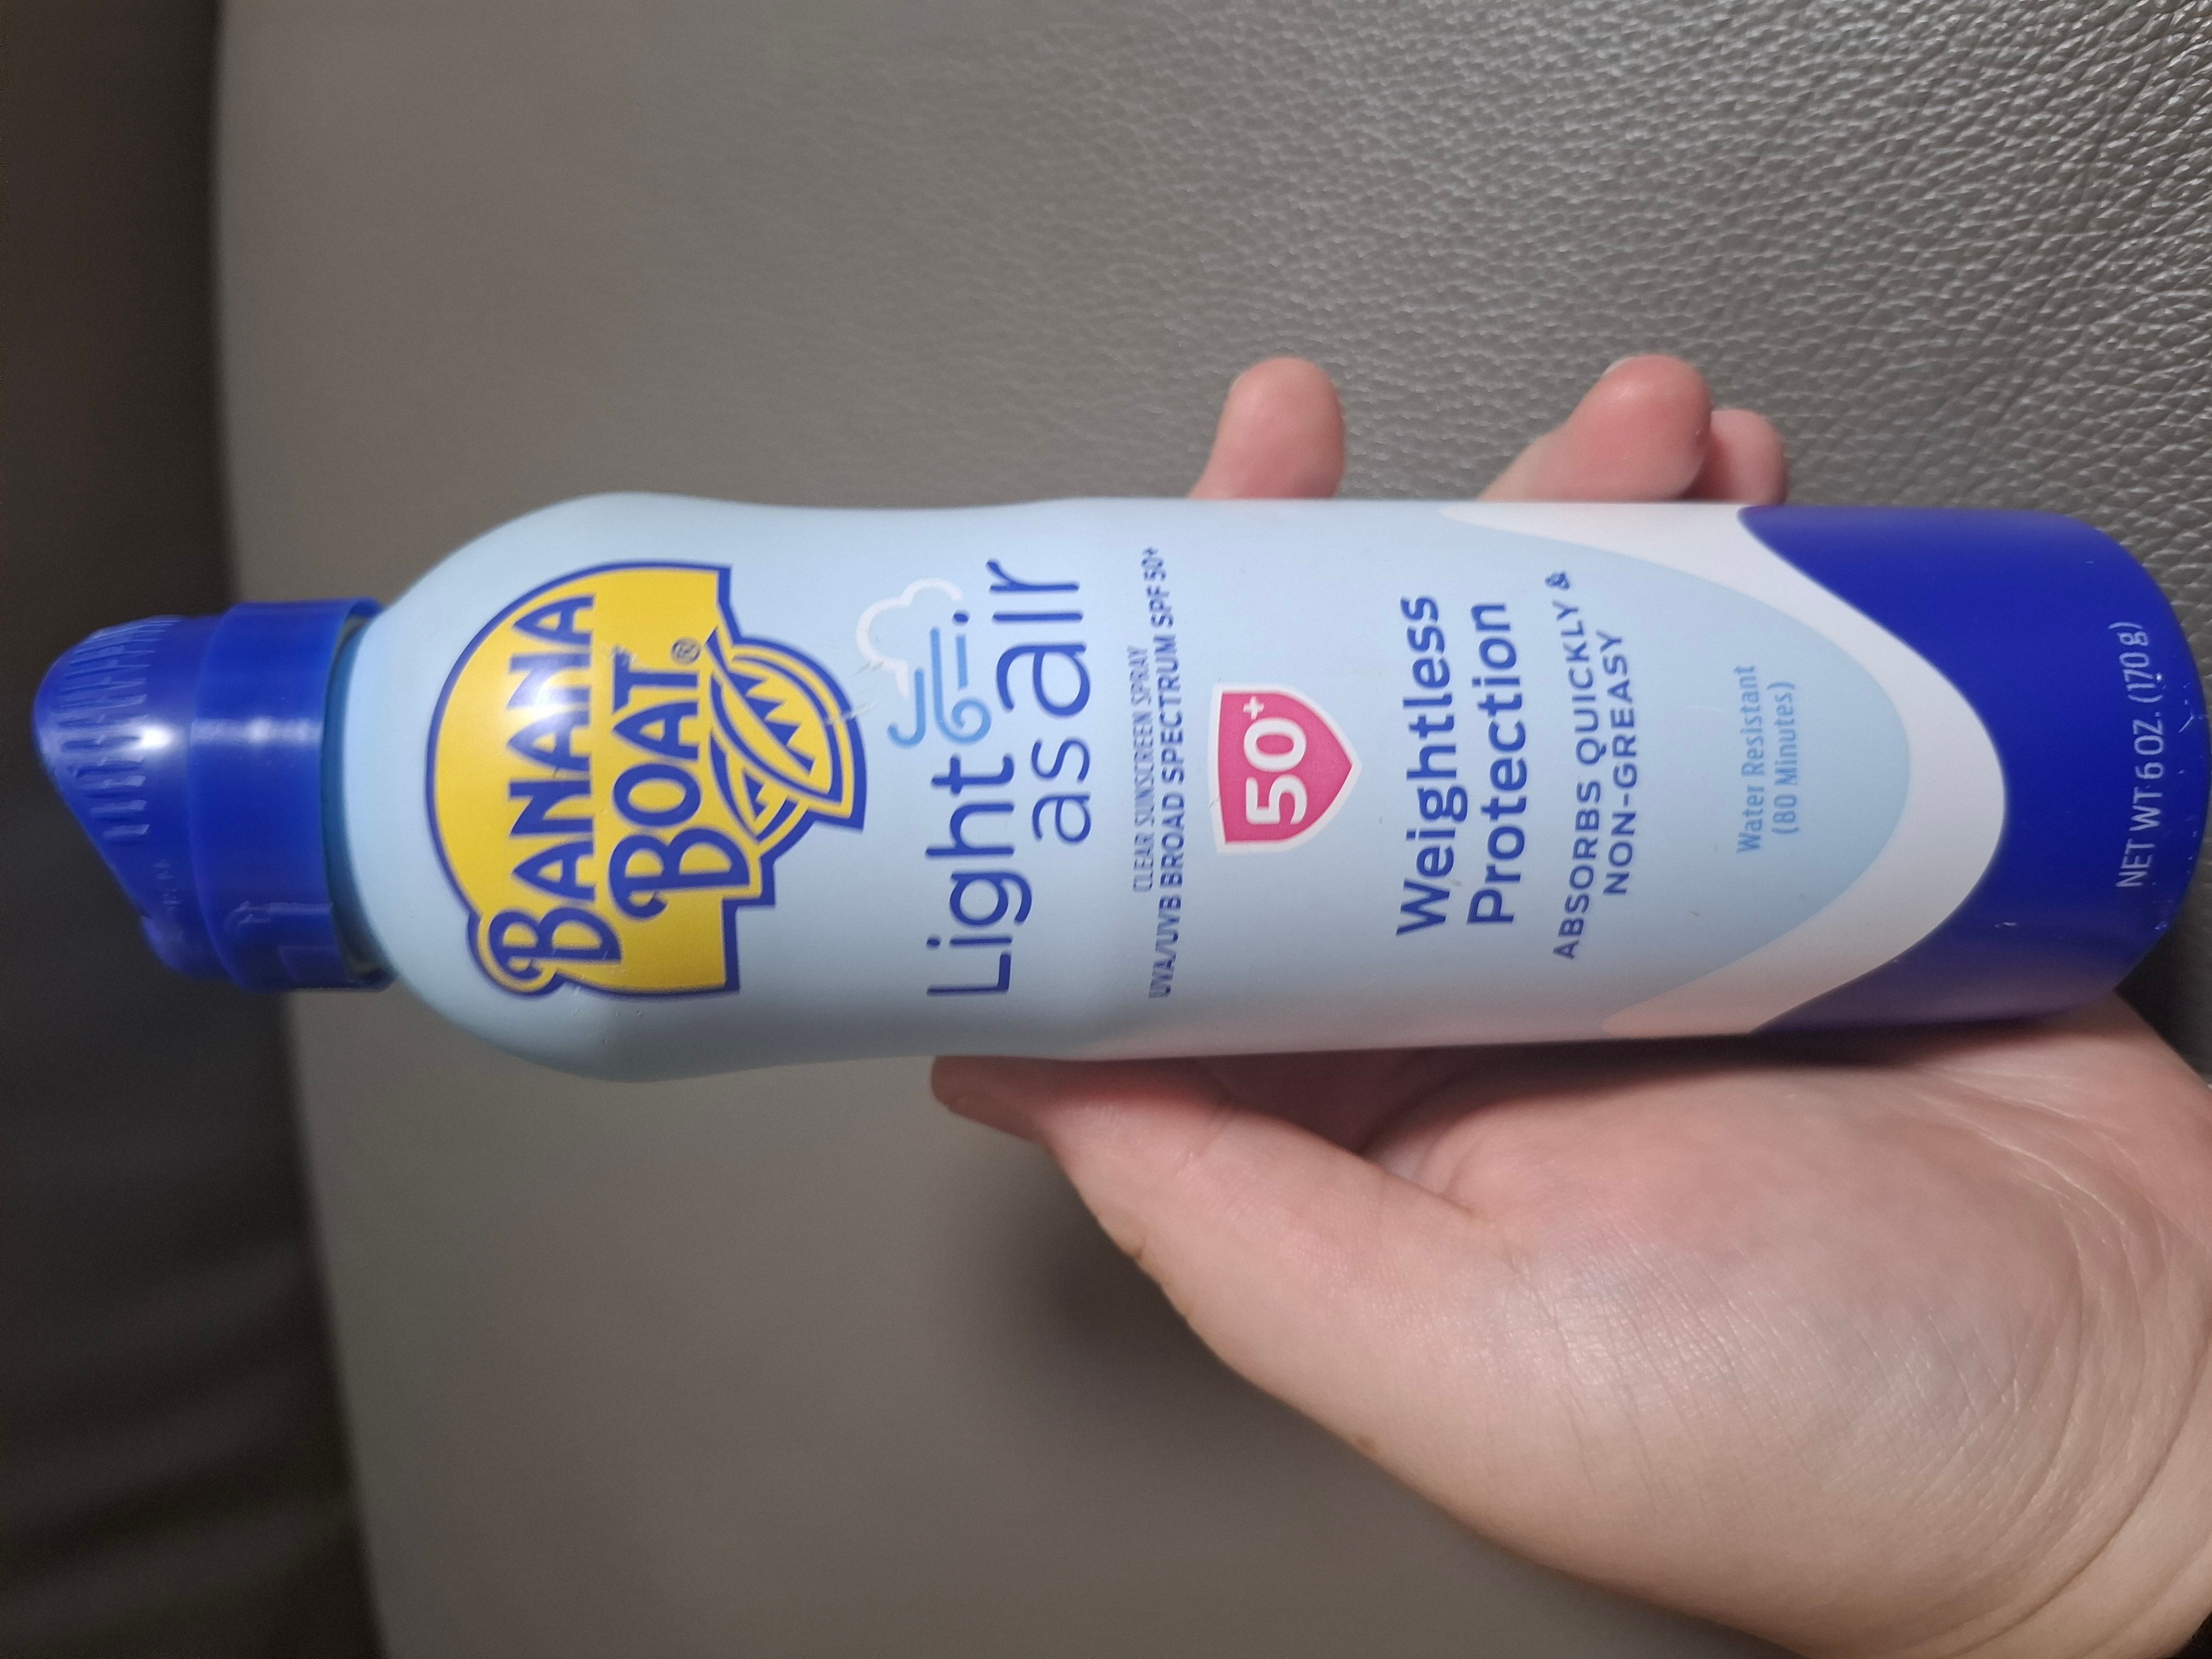 BANANA
BOAT®
Light
as air
CLEAR SUNSCREEN SPRAY
UVA/UVB BROAD SPECTRUM SPF 50+
50+
Weightless
Protection
ABSORBS QUICKLY &
NON-GREASY
Water Resistant
(80 Minutes)
NET WT 6 OZ. (170 g)